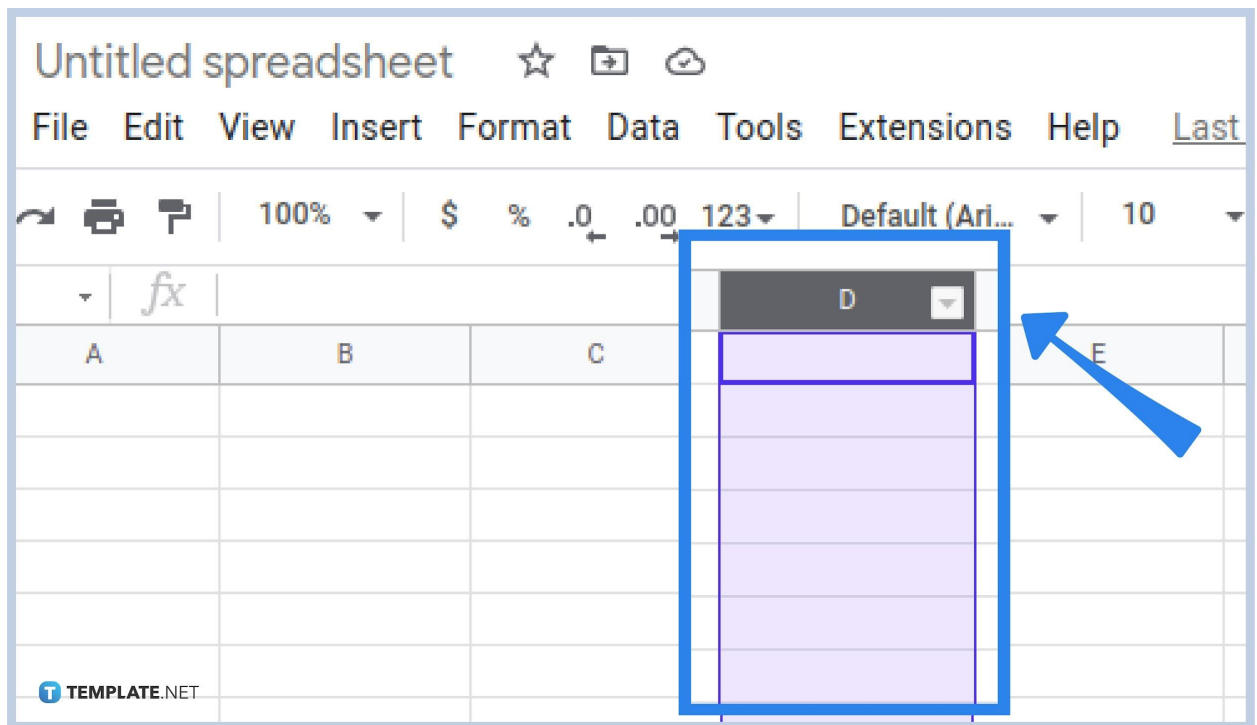 Untitled spreadsheet
File Edit View Insert Format Data Tools Extensions Help Last
100% $ % .0 .00 123 Default (Ari... 10
fx
D
A B C E
TEMPLATE.NET